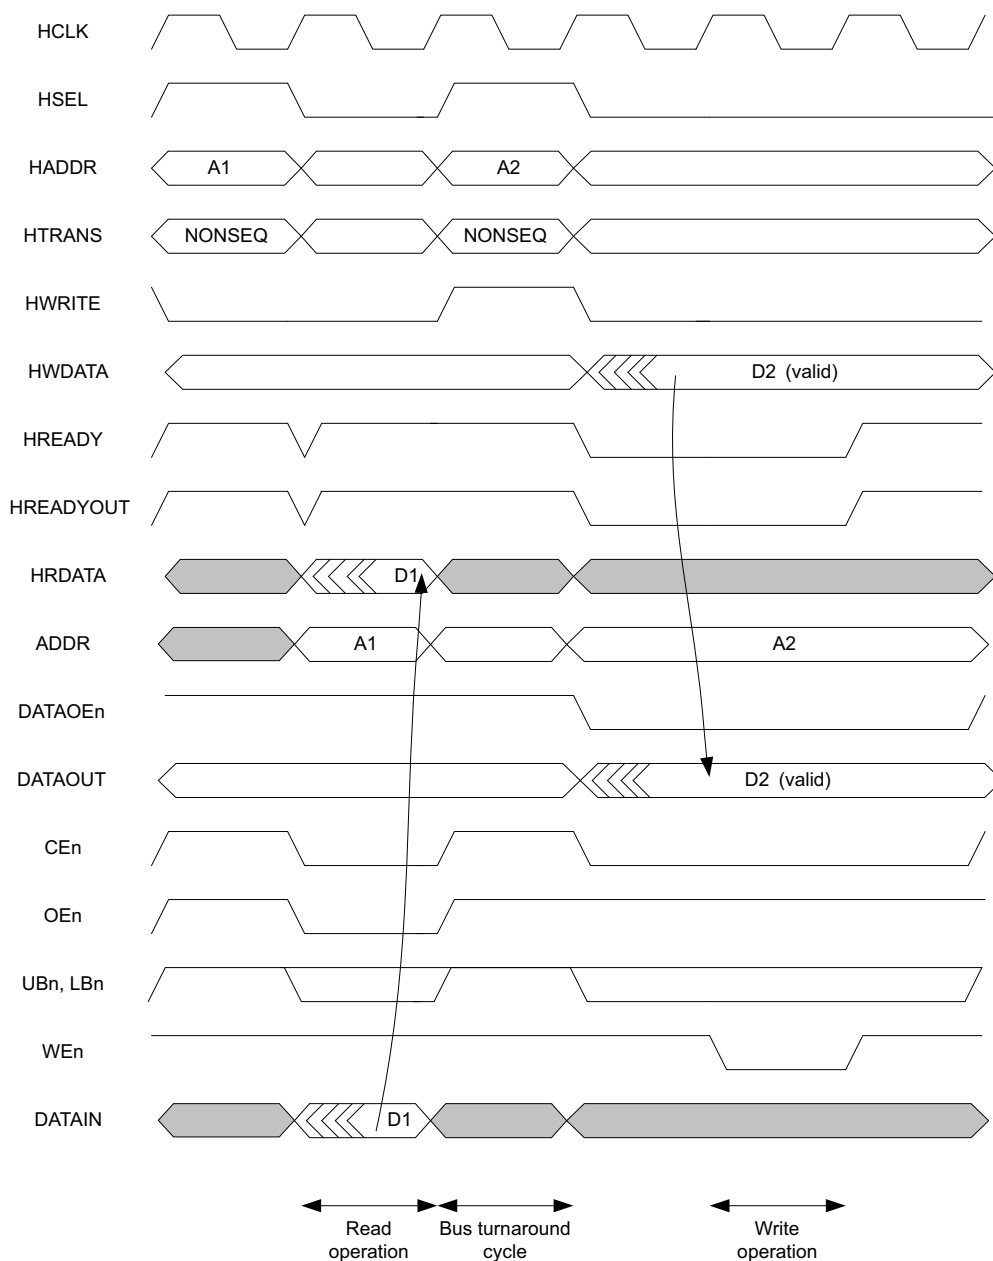 HCLK
HSEL
HADDR A1 A2
HTRANS NONSEQ NONSEQ
HWRITE
HWDATA D2 (valid)
HREADY
HREADYOUT
HRDATA D1
ADDR A1 A2
DATAOEn
DATAOUT D2 (valid)
CEn
OEn
UBn, LBn
WEn
DATAIN D1
Read Bus turnaround Write
operation cycle operation